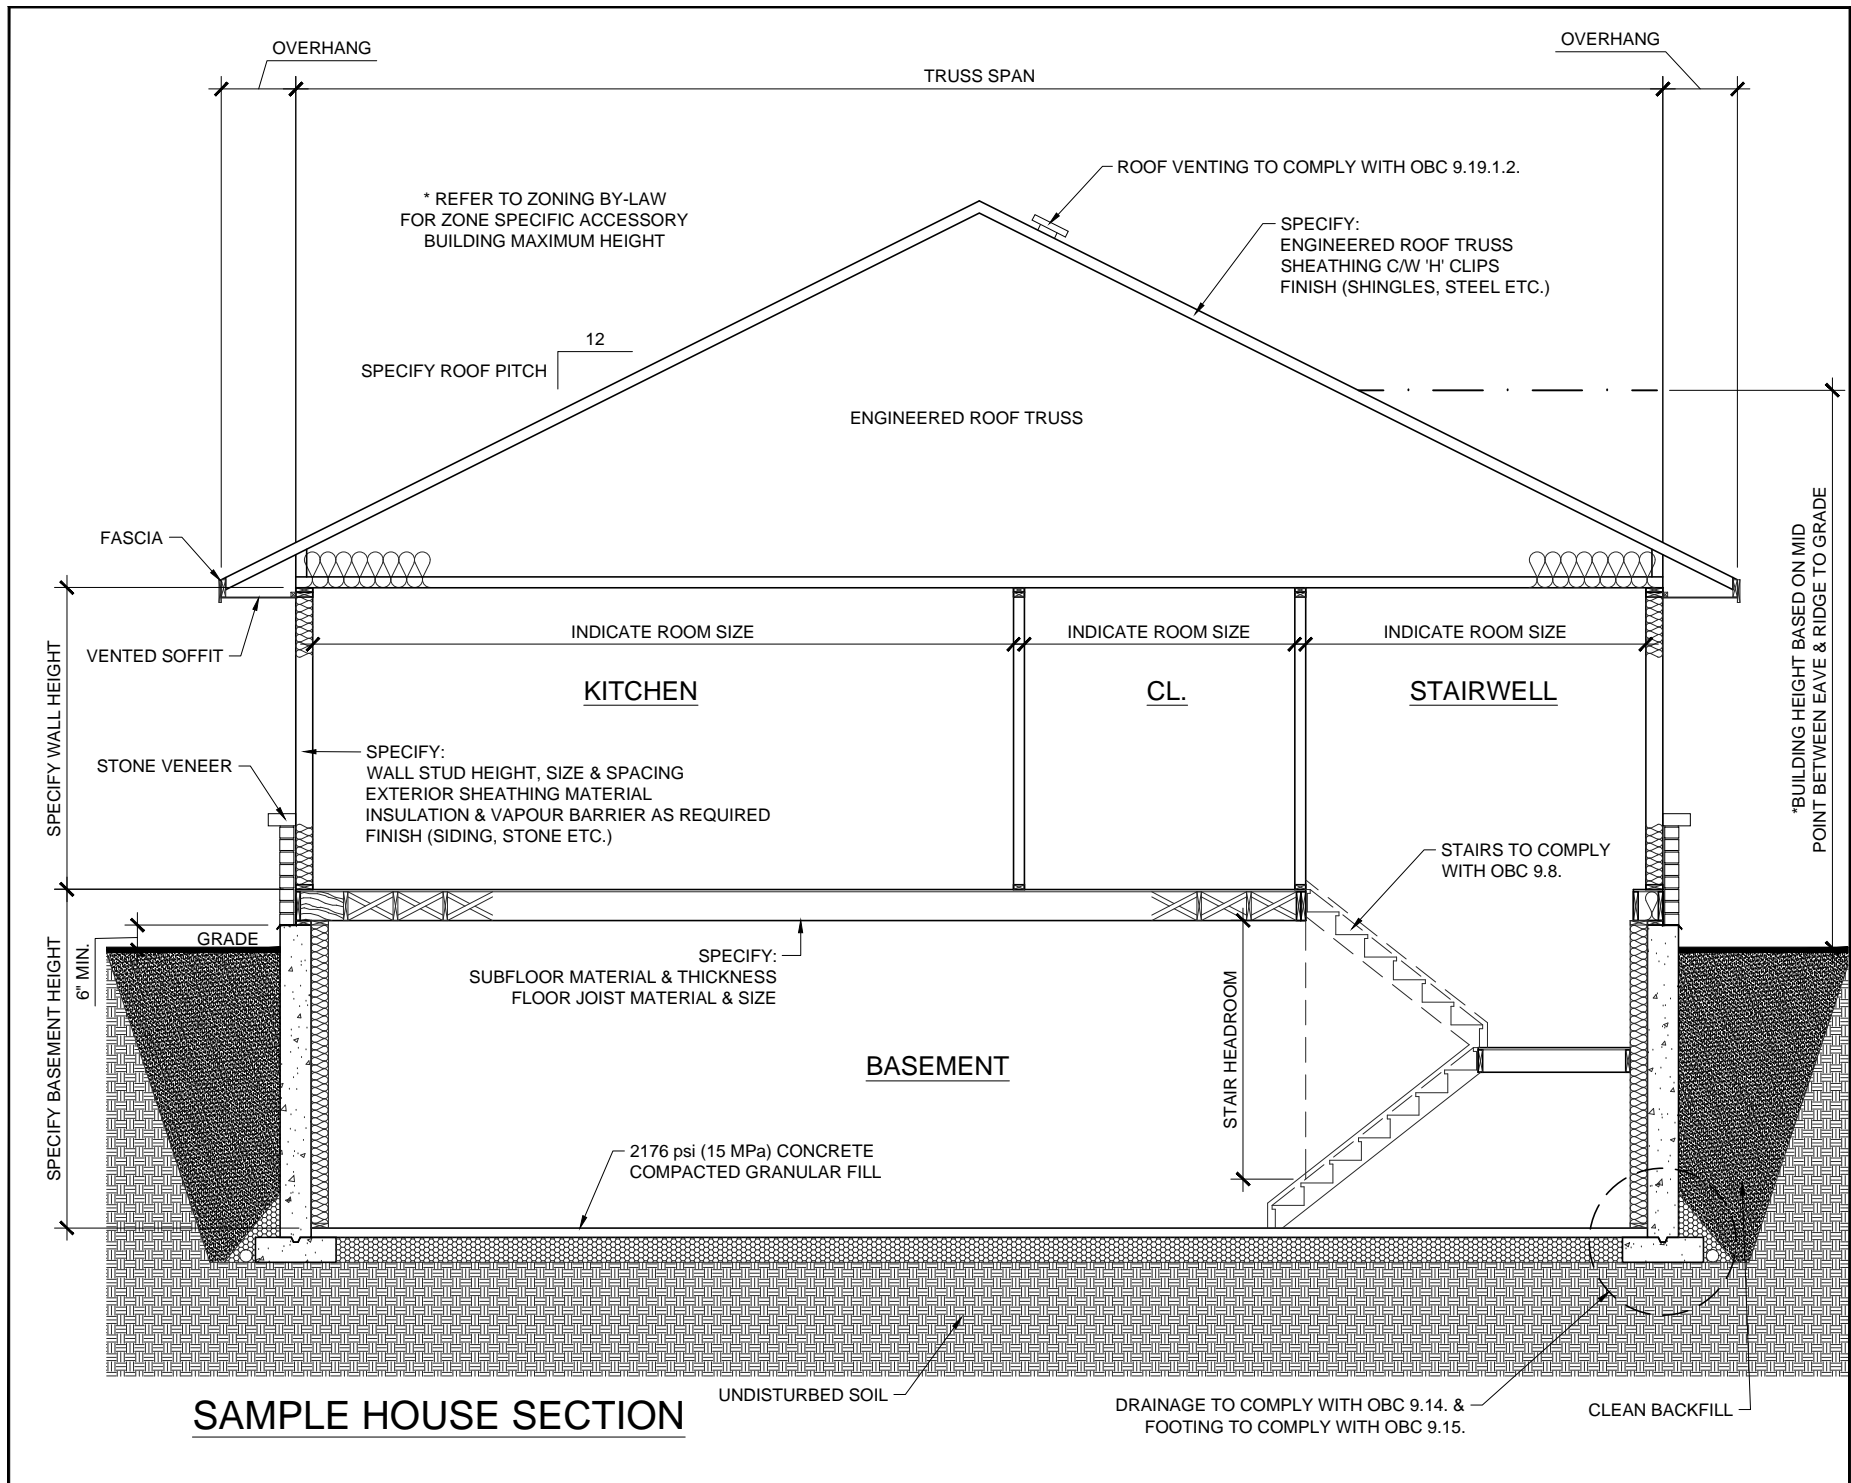 OVERHANG
OVERHANG
TRUSS SPAN
ROOF VENTING TO COMPLY WITH OBC 9.19.1.2.
* REFER TO ZONING BY-LAW
FOR ZONE SPECIFIC ACCESSORY
BUILDING MAXIMUM HEIGHT
SPECIFY:
ENGINEERED ROOF TRUSS
SHEATHING C/W 'H' CLIPS
FINISH (SHINGLES, STEEL ETC.)
12
SPECIFY ROOF PITCH
ENGINEERED ROOF TRUSS
FASCIA
*BUILDING HEIGHT BASED ON MID
POINT BETWEEN EAVE & RIDGE TO GRADE
VENTED SOFFIT
INDICATE ROOM SIZE
INDICATE ROOM SIZE
INDICATE ROOM SIZE
KITCHEN
CL.
STAIRWELL
SPECIFY WALL HEIGHT
STONE VENEER
SPECIFY:
WALL STUD HEIGHT, SIZE & SPACING
EXTERIOR SHEATHING MATERIAL
INSULATION & VAPOUR BARRIER AS REQUIRED
FINISH (SIDING, STONE ETC.)
STAIRS TO COMPLY
WITH OBC 9.8.
GRADE
6" MIN.
SPECIFY:
SUBFLOOR MATERIAL & THICKNESS
FLOOR JOIST MATERIAL & SIZE
SPECIFY BASEMENT HEIGHT
BASEMENT
STAIR HEADROOM
2176 psi (15 MPa) CONCRETE
COMPACTED GRANULAR FILL
UNDISTURBED SOIL
DRAINAGE TO COMPLY WITH OBC 9.14. &
FOOTING TO COMPLY WITH OBC 9.15.
CLEAN BACKFILL
SAMPLE HOUSE SECTION